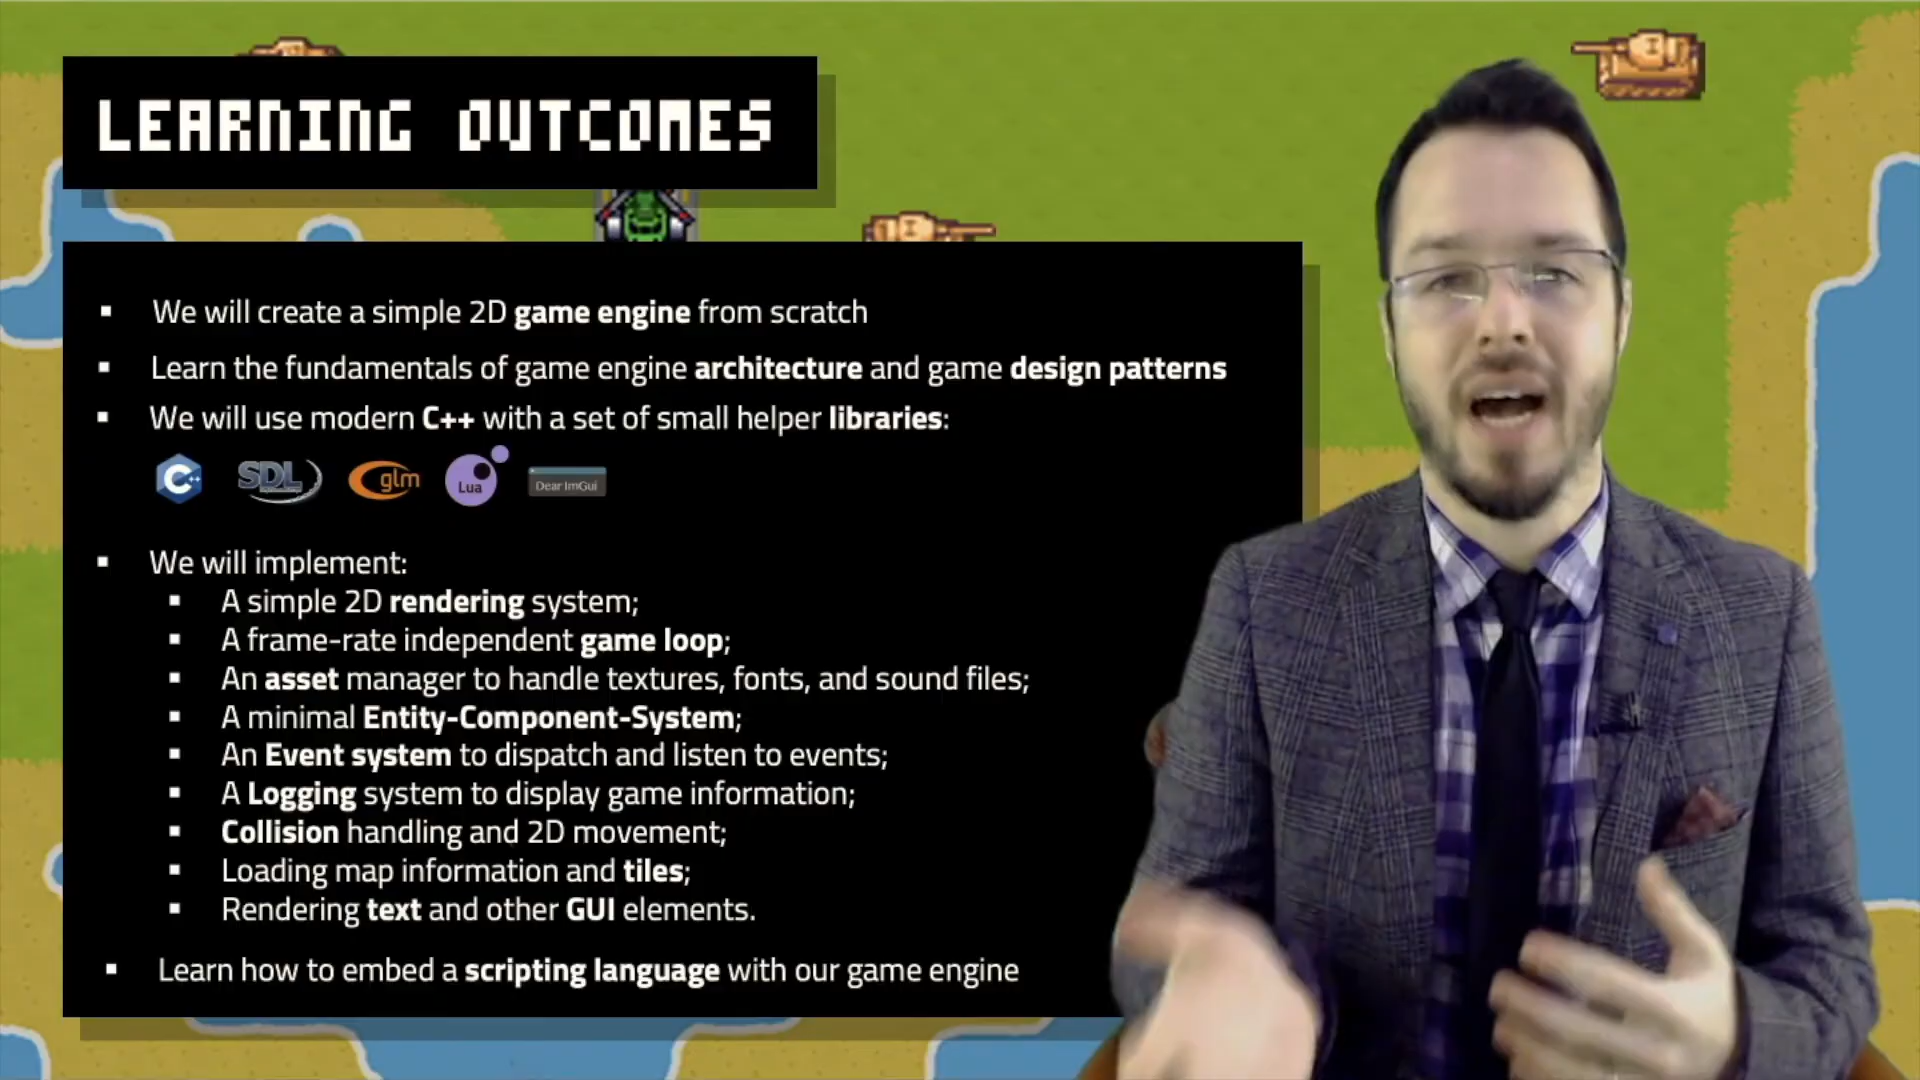 LEARNING OUTCOMES
We will create a simple 2D game engine from scratch
Learn the fundamentals of game engine architecture and game design patterns
We will use modern C++ with a set of small helper libraries:
C++ SDL glm Lua Dear ImGui
We will implement:
A simple 2D rendering system;
A frame-rate independent game loop;
An asset manager to handle textures, fonts, and sound files;
A minimal Entity-Component-System;
An Event system to dispatch and listen to events;
A Logging system to display game information;
Collision handling and 2D movement;
Loading map information and tiles;
Rendering text and other GUI elements.
Learn how to embed a scripting language with our game engine